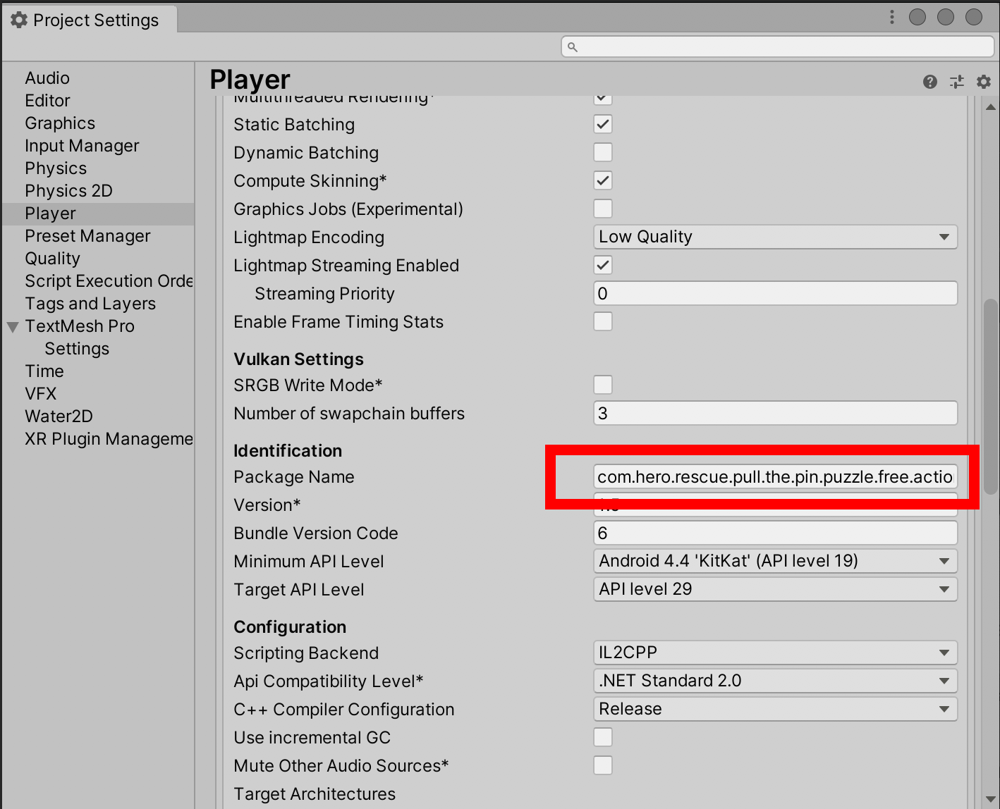 Project Settings
Audio
Editor
Graphics
Input Manager
Physics
Physics 2D
Player
Preset Manager
Quality
Script Execution Orde
Tags and Layers
TextMesh Pro
Settings
Time
VFX
Water2D
XR Plugin Manageme
Player
Multithreaded Rendering*
Static Batching
Dynamic Batching
Compute Skinning*
Graphics Jobs (Experimental)
Lightmap Encoding Low Quality
Lightmap Streaming Enabled
Streaming Priority 0
Enable Frame Timing Stats
Vulkan Settings
SRGB Write Mode*
Number of swapchain buffers 3
Identification
Package Name com.hero.rescue.pull.the.pin.puzzle.free.actio
Version*
Bundle Version Code 6
Minimum API Level Android 4.4 'KitKat' (API level 19)
Target API Level API level 29
Configuration
Scripting Backend IL2CPP
Api Compatibility Level* .NET Standard 2.0
C++ Compiler Configuration Release
Use incremental GC
Mute Other Audio Sources*
Target Architectures